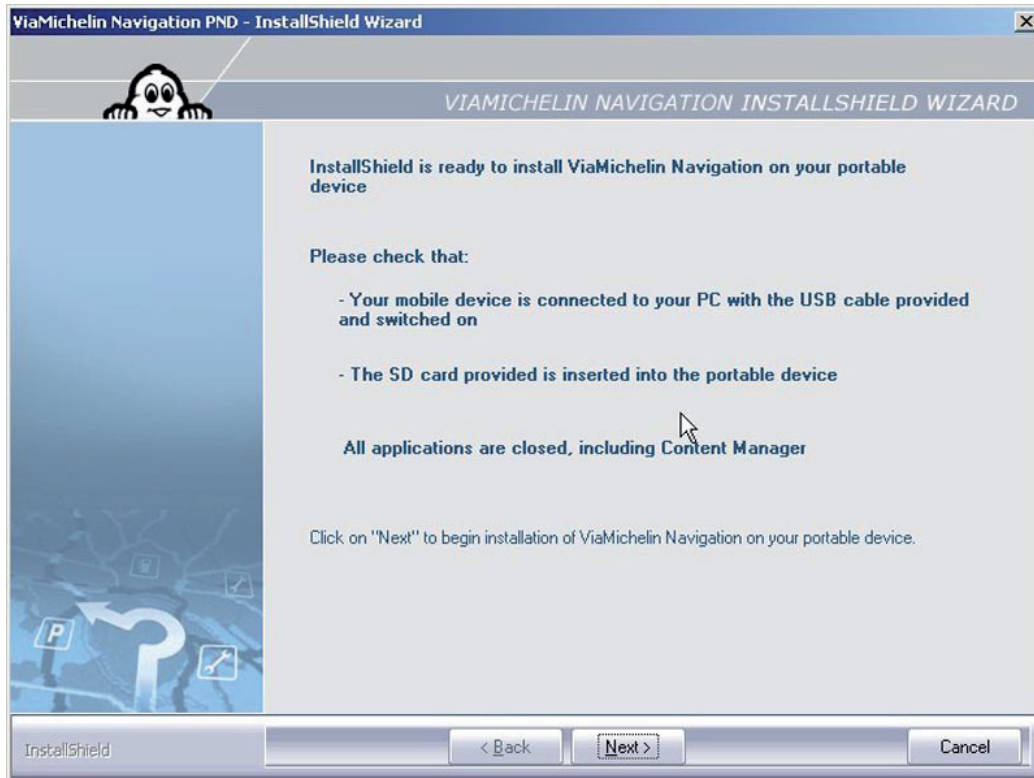 ViaMichelin Navigation PND - InstallShield Wizard
VIAMICHELIN NAVIGATION INSTALLSHIELD WIZARD
InstallShield is ready to install ViaMichelin Navigation on your portable
device
Please check that:
- Your mobile device is connected to your PC with the USB cable provided
and switched on
- The SD card provided is inserted into the portable device
All applications are closed, including Content Manager
Click on "Next" to begin installation of ViaMichelin Navigation on your portable device.
P
InstallShield
< Back
Next >
Cancel